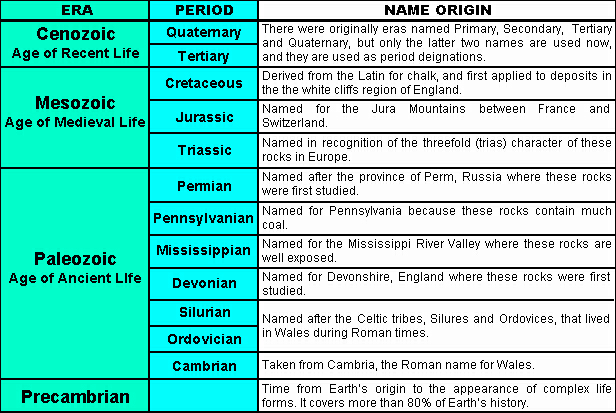 ERA PERIOD NAME ORIGIN
Cenozoic
Age of Recent Life
Quaternary
Tertiary
There were originally eras named Primary, Secondary, Tertiary
and Quaternary, but only the latter two names are used now,
and they are used as period deignations.
Mesozoic
Age of Medieval Life
Cretaceous
Derived from the Latin for chalk, and first applied to deposits in
the the white cliffs region of England.
Jurassic
Named for the Jura Mountains between France and
Switzerland.
Triassic
Named in recognition of the threefold (trias) character of these
rocks in Europe.
Paleozoic
Age of Ancient LIfe
Permian
Named after the province of Perm, Russia where these rocks
were first studied.
Pennsylvanian
Named for Pennsylvania because these rocks contain much
coal.
Mississippian
Named for the Mississippi River Valley where these rocks are
well exposed.
Devonian
Named for Devonshire, England where these rocks were first
studied.
Silurian
Ordovician
Named after the Celtic tribes, Silures and Ordovices, that lived
in Wales during Roman times.
Cambrian
Taken from Cambria, the Roman name for Wales.
Precambrian
Time from Earth's origin to the appearance of complex life
forms. It covers more than 80% of Earth's history.